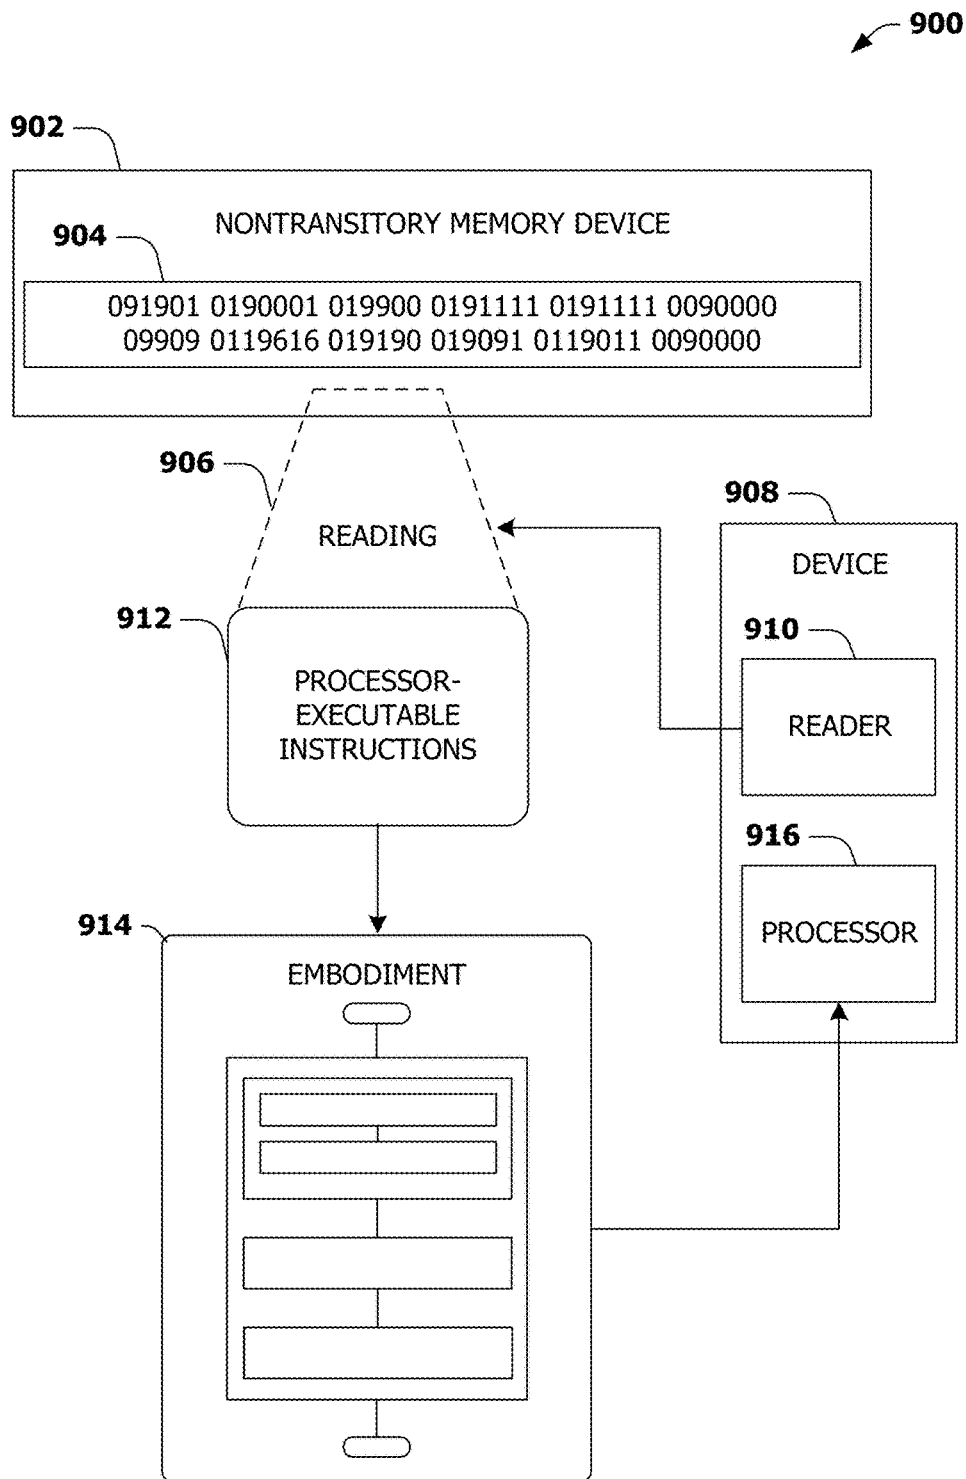 900
902
NONTRANSITORY MEMORY DEVICE
904
091901 0190001 019900 0191111 0191111 0090000
09909 0119616 019190 019091 0119011 0090000
906
READING
908
DEVICE
910
READER
912
PROCESSOR-
EXECUTABLE
INSTRUCTIONS
916
PROCESSOR
914
EMBODIMENT